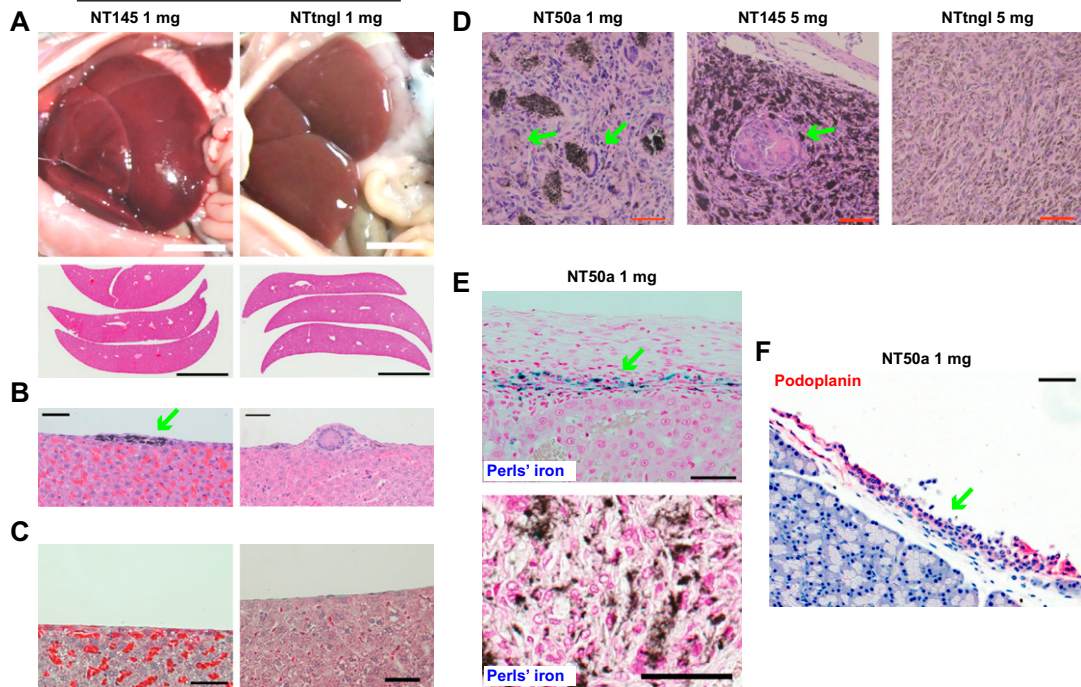 A
NT145 1 mg
NTtngl 1 mg
B
C
D
NT50a 1 mg
NT145 5 mg
NTtngl 5 mg
E
NT50a 1 mg
Perls’ iron
Perls’ iron
F
NT50a 1 mg
Podoplanin